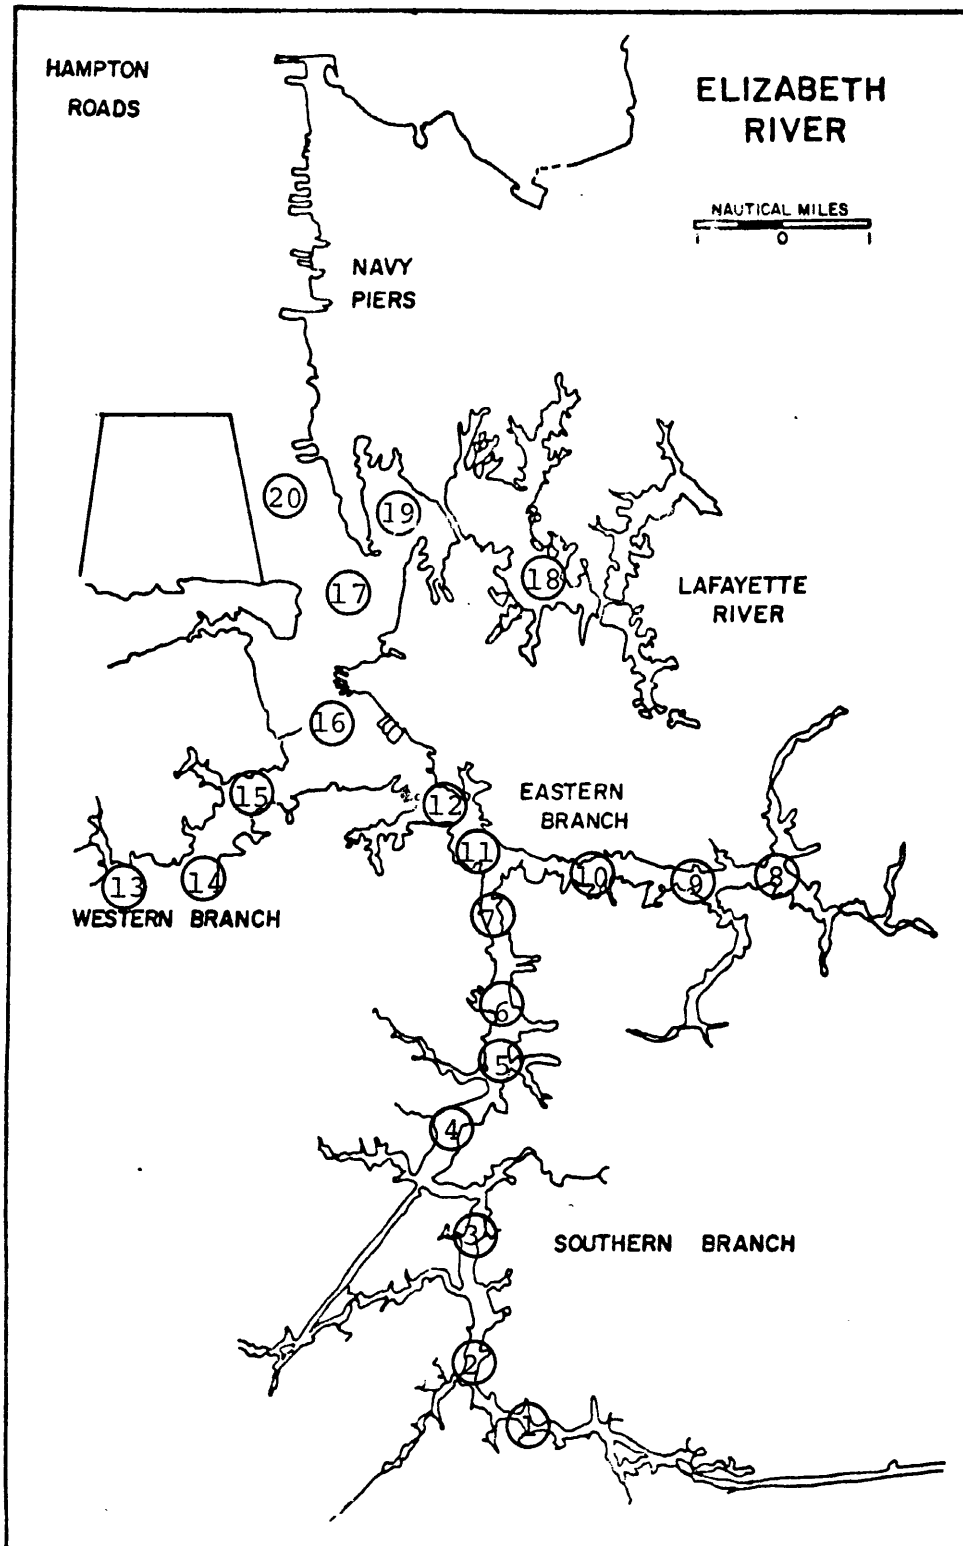 HAMPTON
ROADS
ELIZABETH
RIVER
NAUTICAL MILES
1 0 1
NAVY
PIERS
20
19
18
17
LAFAYETTE
RIVER
16
15
12
EASTERN
BRANCH
11
10
9
8
13
14
WESTERN BRANCH
7
6
5
4
3
SOUTHERN BRANCH
2
1